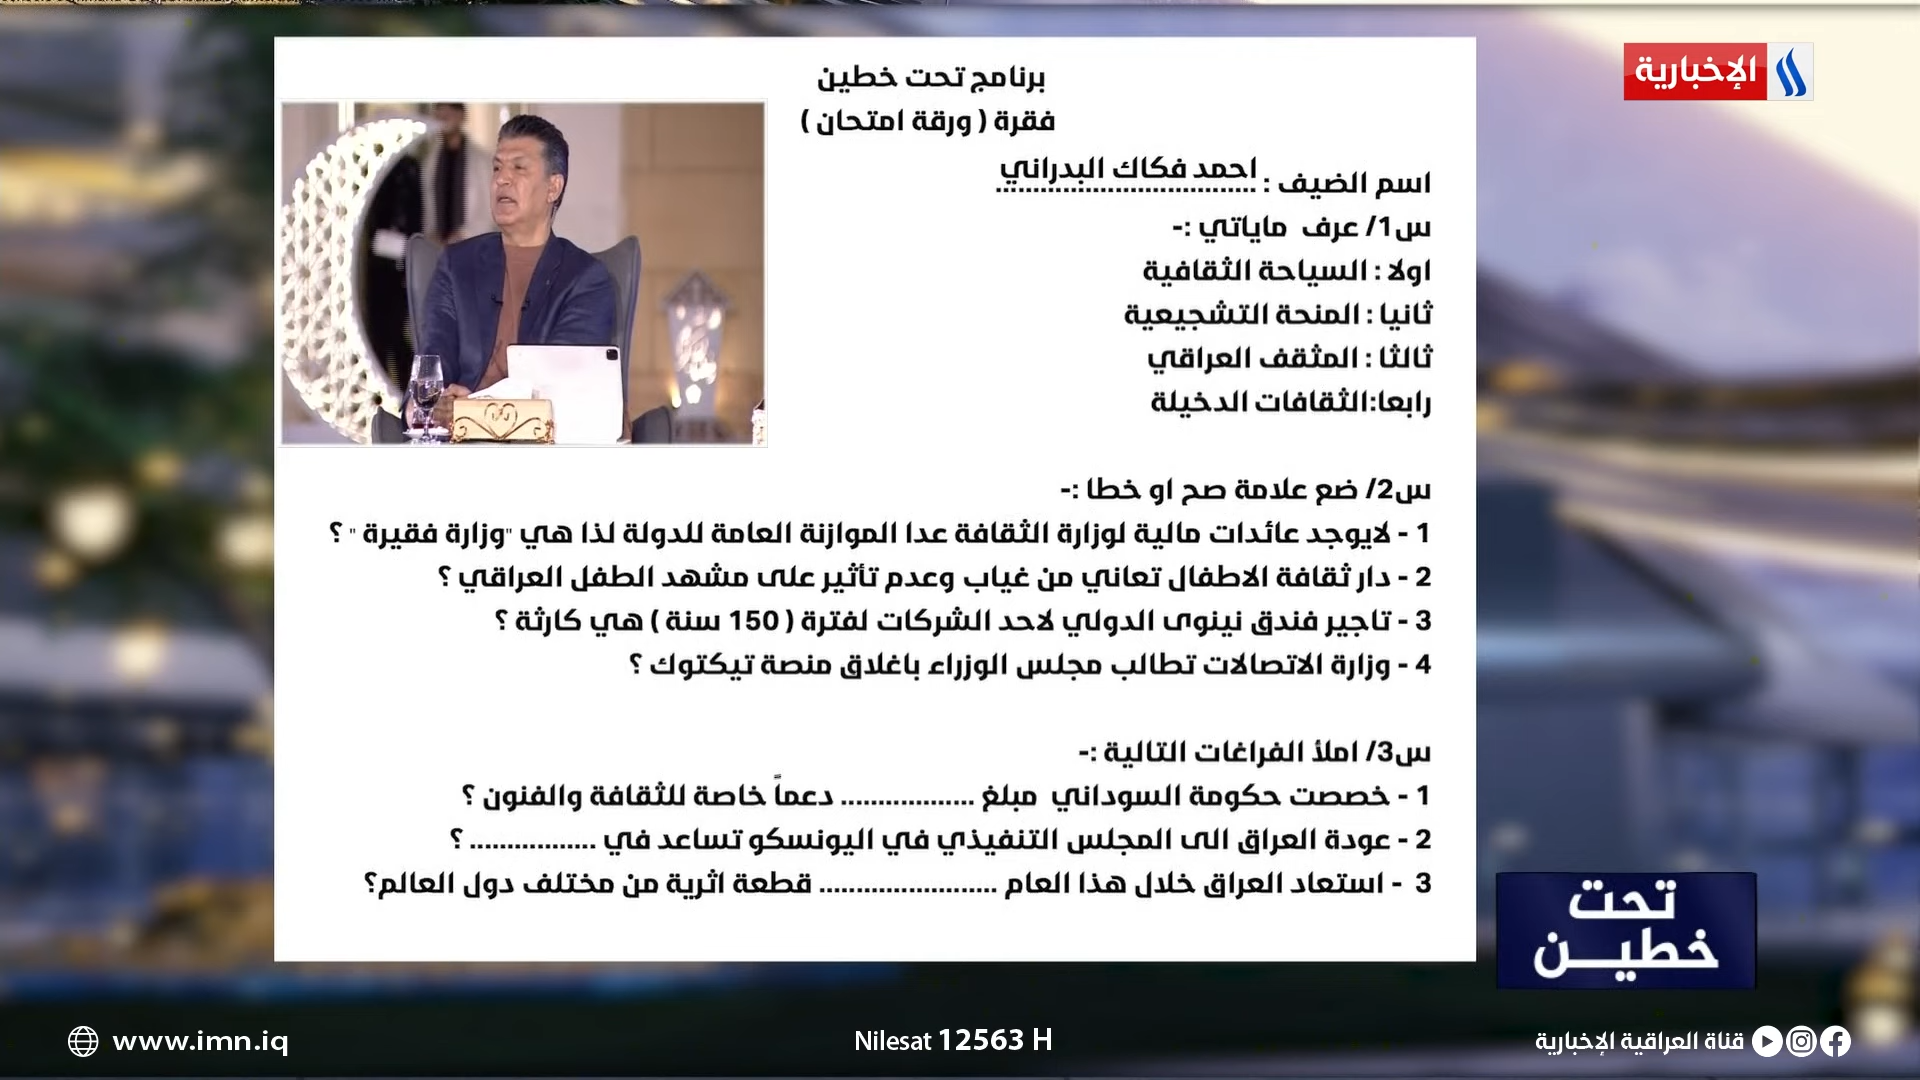 الإخبارية
برنامج تحت خطين
فقرة ( ورقة امتحان )
اسم الضيف : احمد فكاك البدراني
س1/ عرف ماياتي :-
اولا : السياحة الثقافية
ثانيا : المنحة التشجيعية
ثالثا : المثقف العراقي
رابعا:الثقافات الدخيلة
س2/ ضع علامة صح او خطا :-
1 - لايوجد عائدات مالية لوزارة الثقافة عدا الموازنة العامة للدولة لذا هي "وزارة فقيرة " ؟
2 - دار ثقافة الاطفال تعاني من غياب وعدم تأثير على مشهد الطفل العراقي ؟
3 - تاجير فندق نينوى الدولي لاحد الشركات لفترة ( 150 سنة ) هي كارثة ؟
4 - وزارة الاتصالات تطالب مجلس الوزراء باغلاق منصة تيكتوك ؟
س3/ املأ الفراغات التالية :-
1 - خصصت حكومة السوداني مبلغ .................. دعماً خاصة للثقافة والفنون ؟
2 - عودة العراق الى المجلس التنفيذي في اليونسكو تساعد في ................. ؟
3 - استعاد العراق خلال هذا العام ........................ قطعة اثرية من مختلف دول العالم؟
تحت
خطين
www.imn.iq
Nilesat 12563 H
قناة العراقية الإخبارية